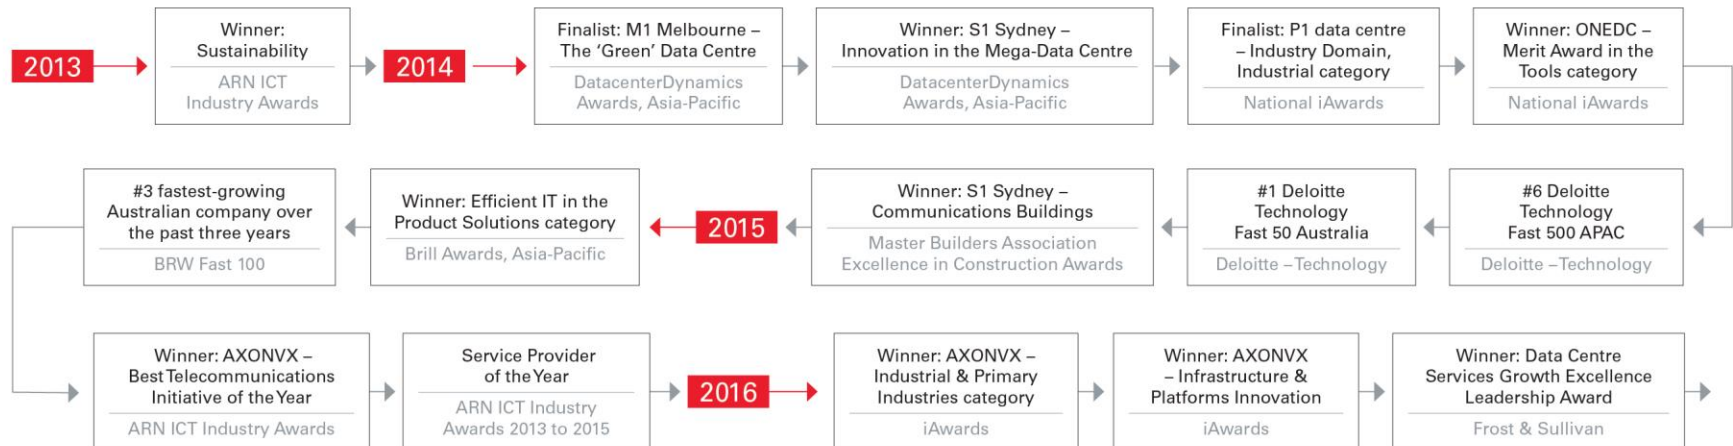 2013
Winner:
Sustainability
ARN ICT
Industry Awards
2014
Finalist: M1 Melbourne –
The ‘Green’ Data Centre
DatacenterDynamics
Awards, Asia-Pacific
Winner: S1 Sydney –
Innovation in the Mega-Data Centre
DatacenterDynamics
Awards, Asia-Pacific
Finalist: P1 data centre
– Industry Domain,
Industrial category
National iAwards
Winner: ONEDC –
Merit Award in the
Tools category
National iAwards
#6 Deloitte
Technology
Fast 500 APAC
Deloitte – Technology
#1 Deloitte
Technology
Fast 50 Australia
Deloitte – Technology
Winner: S1 Sydney –
Communications Buildings
Master Builders Association
Excellence in Construction Awards
2015
Winner: Efficient IT in the
Product Solutions category
Brill Awards, Asia-Pacific
#3 fastest-growing
Australian company over
the past three years
BRW Fast 100
Winner: AXONVX –
Best Telecommunications
Initiative of the Year
ARN ICT Industry Awards
Service Provider
of the Year
ARN ICT Industry
Awards 2013 to 2015
2016
Winner: AXONVX –
Industrial & Primary
Industries category
iAwards
Winner: AXONVX
– Infrastructure &
Platforms Innovation
iAwards
Winner: Data Centre
Services Growth Excellence
Leadership Award
Frost & Sullivan